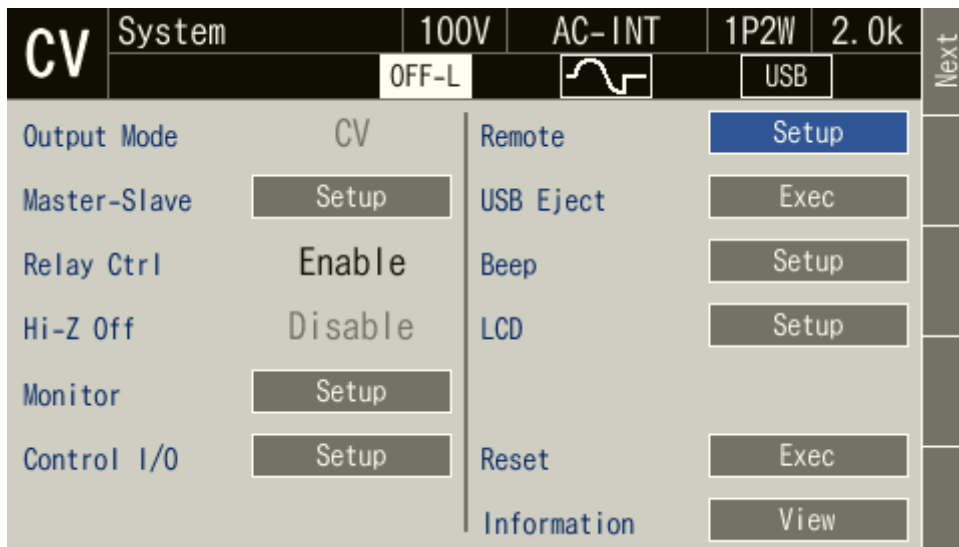 CV System 100V AC-INT 1P2W 2.0k
OFF-L USB
Next
Output Mode CV
Master-Slave Setup
Relay Ctrl Enable
Hi-Z Off Disable
Monitor Setup
Control I/O Setup
Remote Setup
USB Eject Exec
Beep Setup
LCD Setup
Reset Exec
Information View